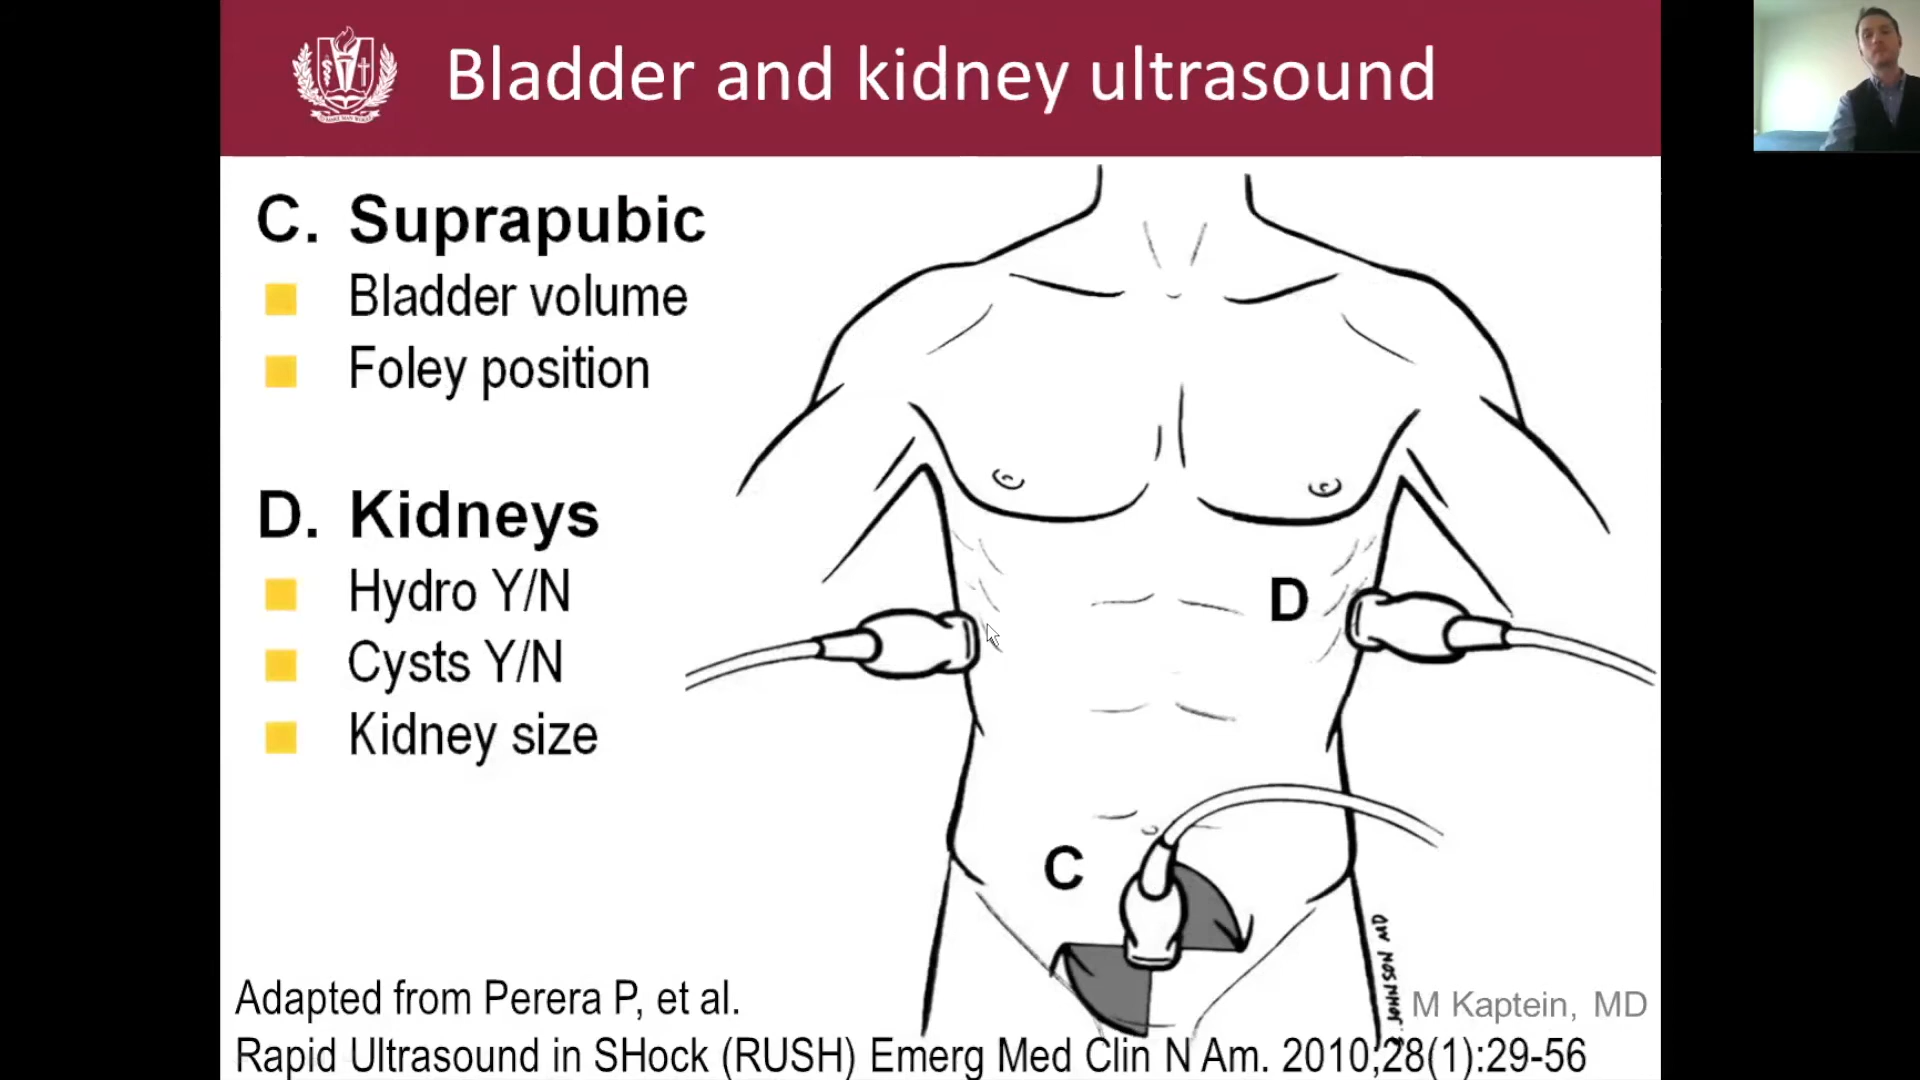 Bladder and kidney ultrasound
C. Suprapubic
Bladder volume
Foley position
D. Kidneys
Hydro Y/N
Cysts Y/N
Kidney size
D
C
JOHNSON MD
M Kaptein, MD
Adapted from Perera P, et al.
Rapid Ultrasound in SHock (RUSH) Emerg Med Clin N Am. 2010;28(1):29-56